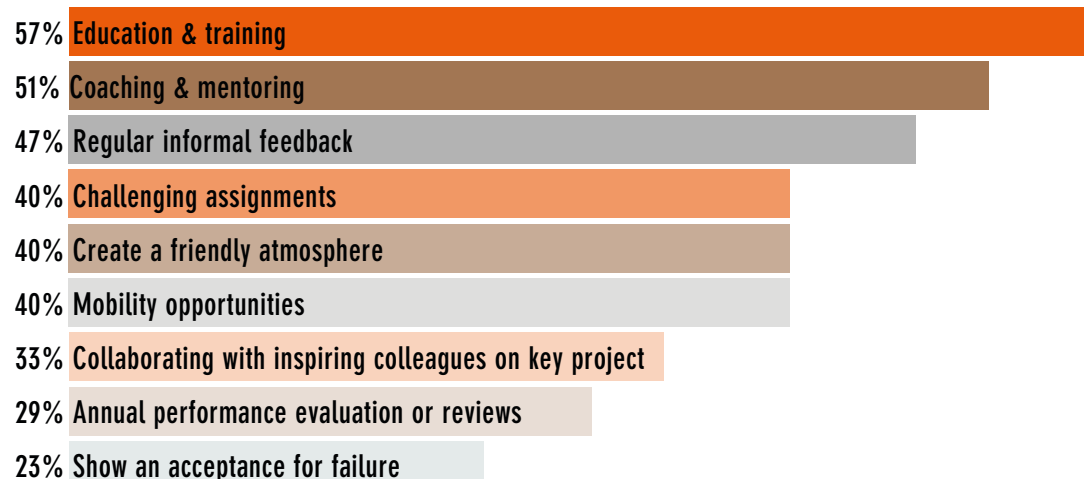 57% Education & training
51% Coaching & mentoring
47% Regular informal feedback
40% Challenging assignments
40% Create a friendly atmosphere
40% Mobility opportunities
33% Collaborating with inspiring colleagues on key project
29% Annual performance evaluation or reviews
23% Show an acceptance for failure